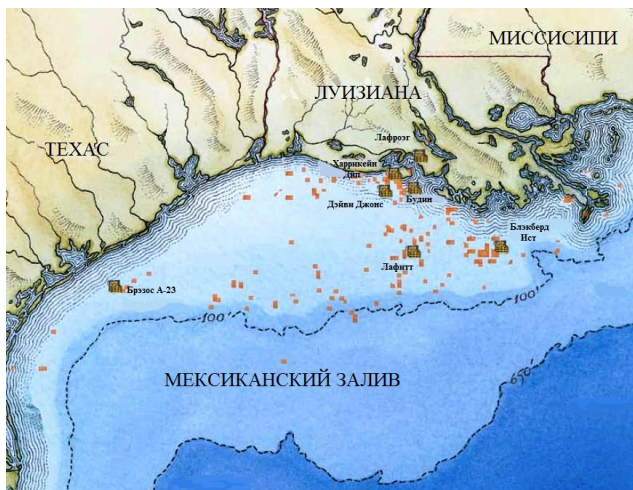 МИССИСИПИ
ЛУИЗИАНА
ТЕХАС
Лафроэг
Харрикейн
Дип
Дэйви Джонс
Будин
Блэкберд
Ист
Лафитт
Брэзос А-23
100'
100'
МЕКСИКАНСКИЙ ЗАЛИВ
650'